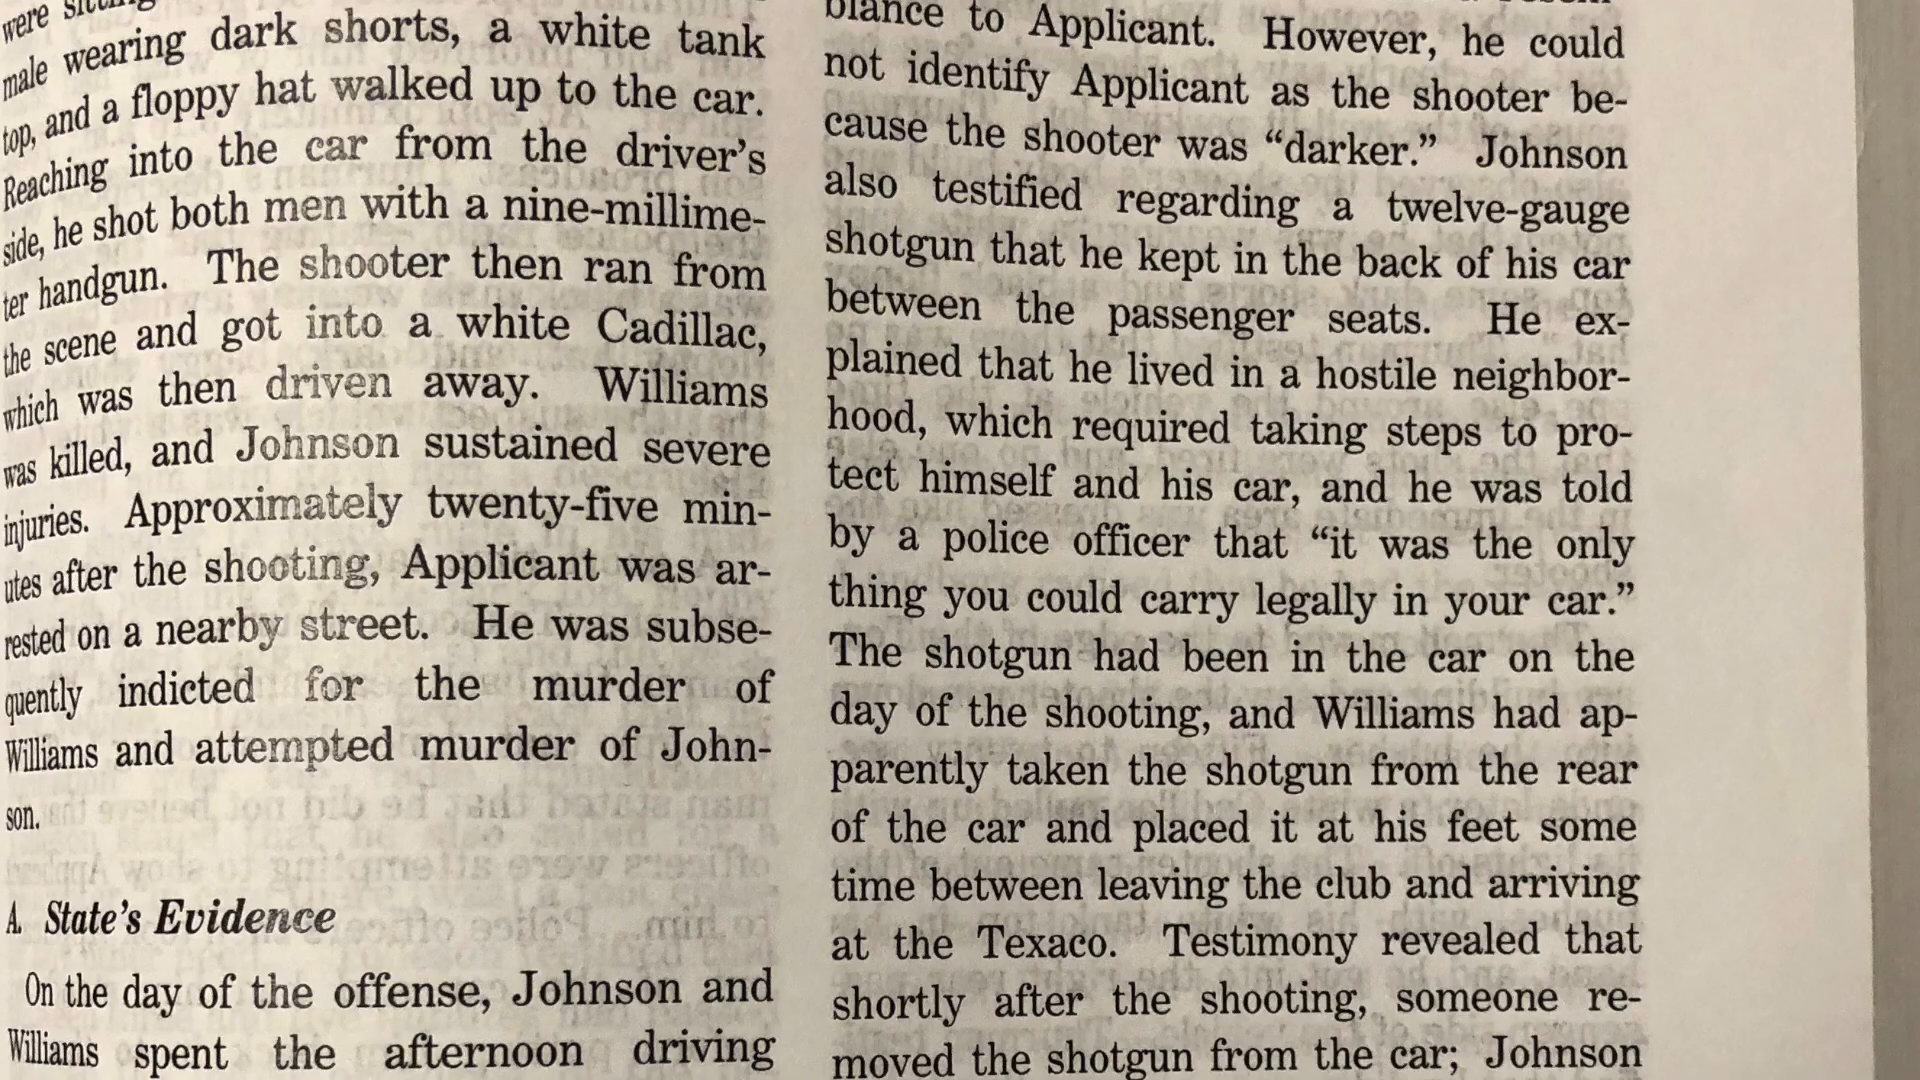 were
male wearing dark shorts, a white tank
top, and a floppy hat walked up to the car.
Reaching into the car from the driver's
side, he shot both men with a nine-millime-
ter handgun. The shooter then ran from
the scene and got into a white Cadillac,
which was then driven away. Williams
was killed, and Johnson sustained severe
injuries. Approximately twenty-five min-
utes after the shooting, Applicant was ar-
rested on a nearby street. He was subse-
quently indicted for the murder of
Williams and attempted murder of John-
son.
A. State's Evidence
On the day of the offense, Johnson and
Williams spent the afternoon driving
blance to Applicant. However, he could
not identify Applicant as the shooter be-
cause the shooter was “darker.” Johnson
also testified regarding a twelve-gauge
shotgun that he kept in the back of his car
between the passenger seats. He ex-
plained that he lived in a hostile neighbor-
hood, which required taking steps to pro-
tect himself and his car, and he was told
by a police officer that “it was the only
thing you could carry legally in your car.”
The shotgun had been in the car on the
day of the shooting, and Williams had ap-
parently taken the shotgun from the rear
of the car and placed it at his feet some
time between leaving the club and arriving
at the Texaco. Testimony revealed that
shortly after the shooting, someone re-
moved the shotgun from the car; Johnson